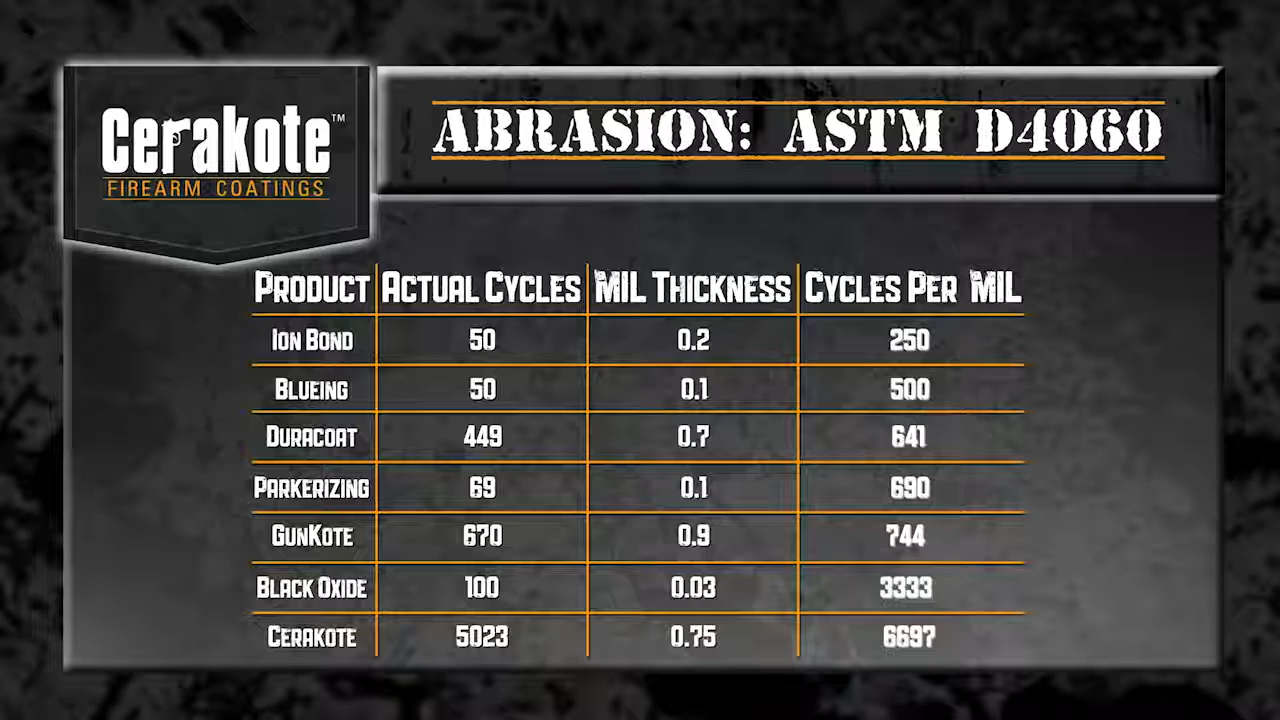 Cerakote™
FIREARM COATINGS
ABRASION: ASTM D4060
PRODUCT ACTUAL CYCLES MIL THICKNESS CYCLES PER MIL
ION BOND 50 0.2 250
BLUEING 50 0.1 500
DURACOAT 449 0.7 641
PARKERIZING 69 0.1 690
GUNKOTE 670 0.9 744
BLACK OXIDE 100 0.03 3333
CERAKOTE 5023 0.75 6697